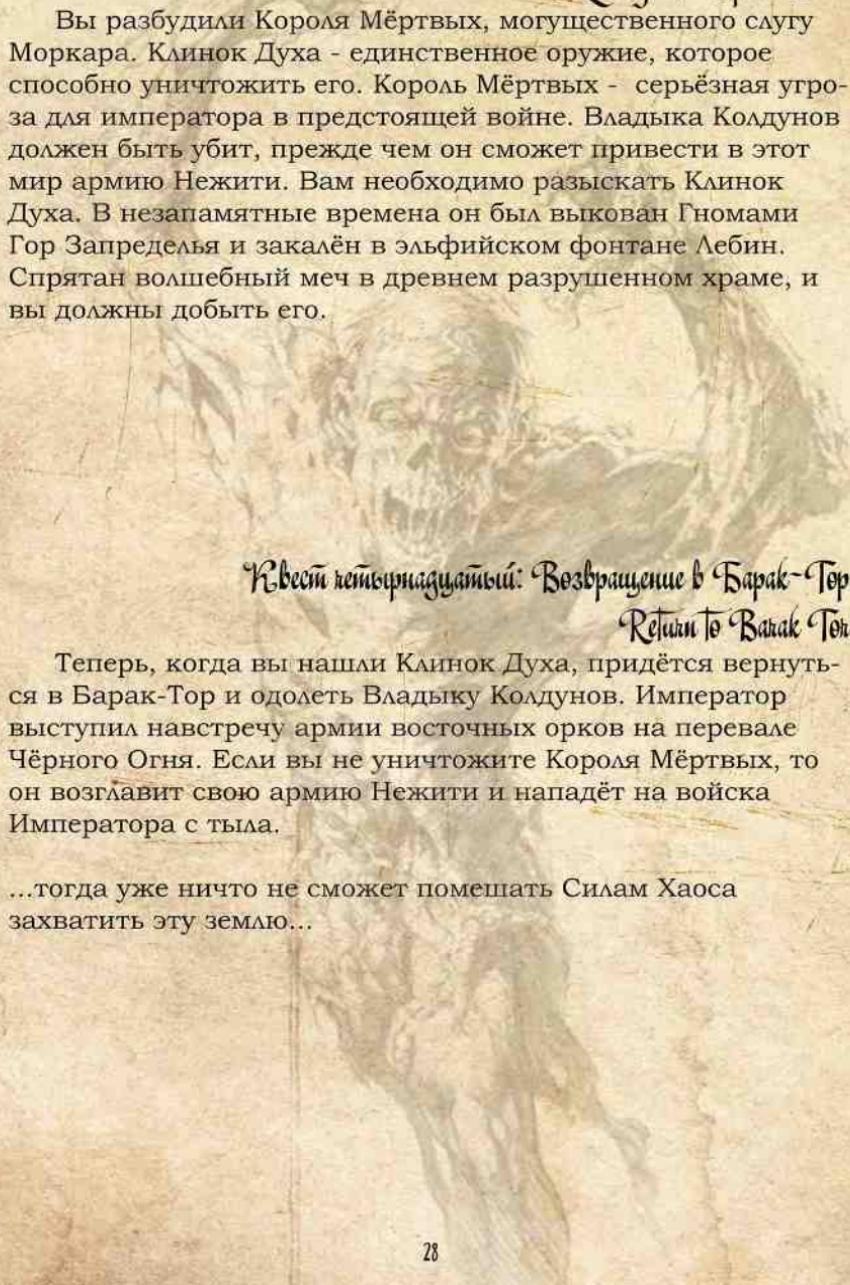 Вы разбудили Короля Мёртвых, могущественного слугу
Моркара. Клинок Духа - единственное оружие, которое
способно уничтожить его. Король Мёртвых - серьёзная угро-
за для императора в предстоящей войне. Владыка Колдунов
должен быть убит, прежде чем он сможет привести в этот
мир армию Нежити. Вам необходимо разыскать Клинок
Духа. В незапамятные времена он был выкован Гномами
Гор Запределья и закалён в эльфийском фонтане Лебин.
Спрятан волшебный меч в древнем разрушенном храме, и
вы должны добыть его.
Квест четырнадцатый: Возвращение в Барак-Тор
Return to Barak Tor
Теперь, когда вы нашли Клинок Духа, придётся вернуть-
ся в Барак-Тор и одолеть Владыку Колдунов. Император
выступил навстречу армии восточных орков на перевале
Чёрного Огня. Если вы не уничтожите Короля Мёртвых, то
он возглавит свою армию Нежити и нападёт на войска
Императора с тыла.
...тогда уже ничто не сможет помешать Силам Хаоса
захватить эту землю...
28